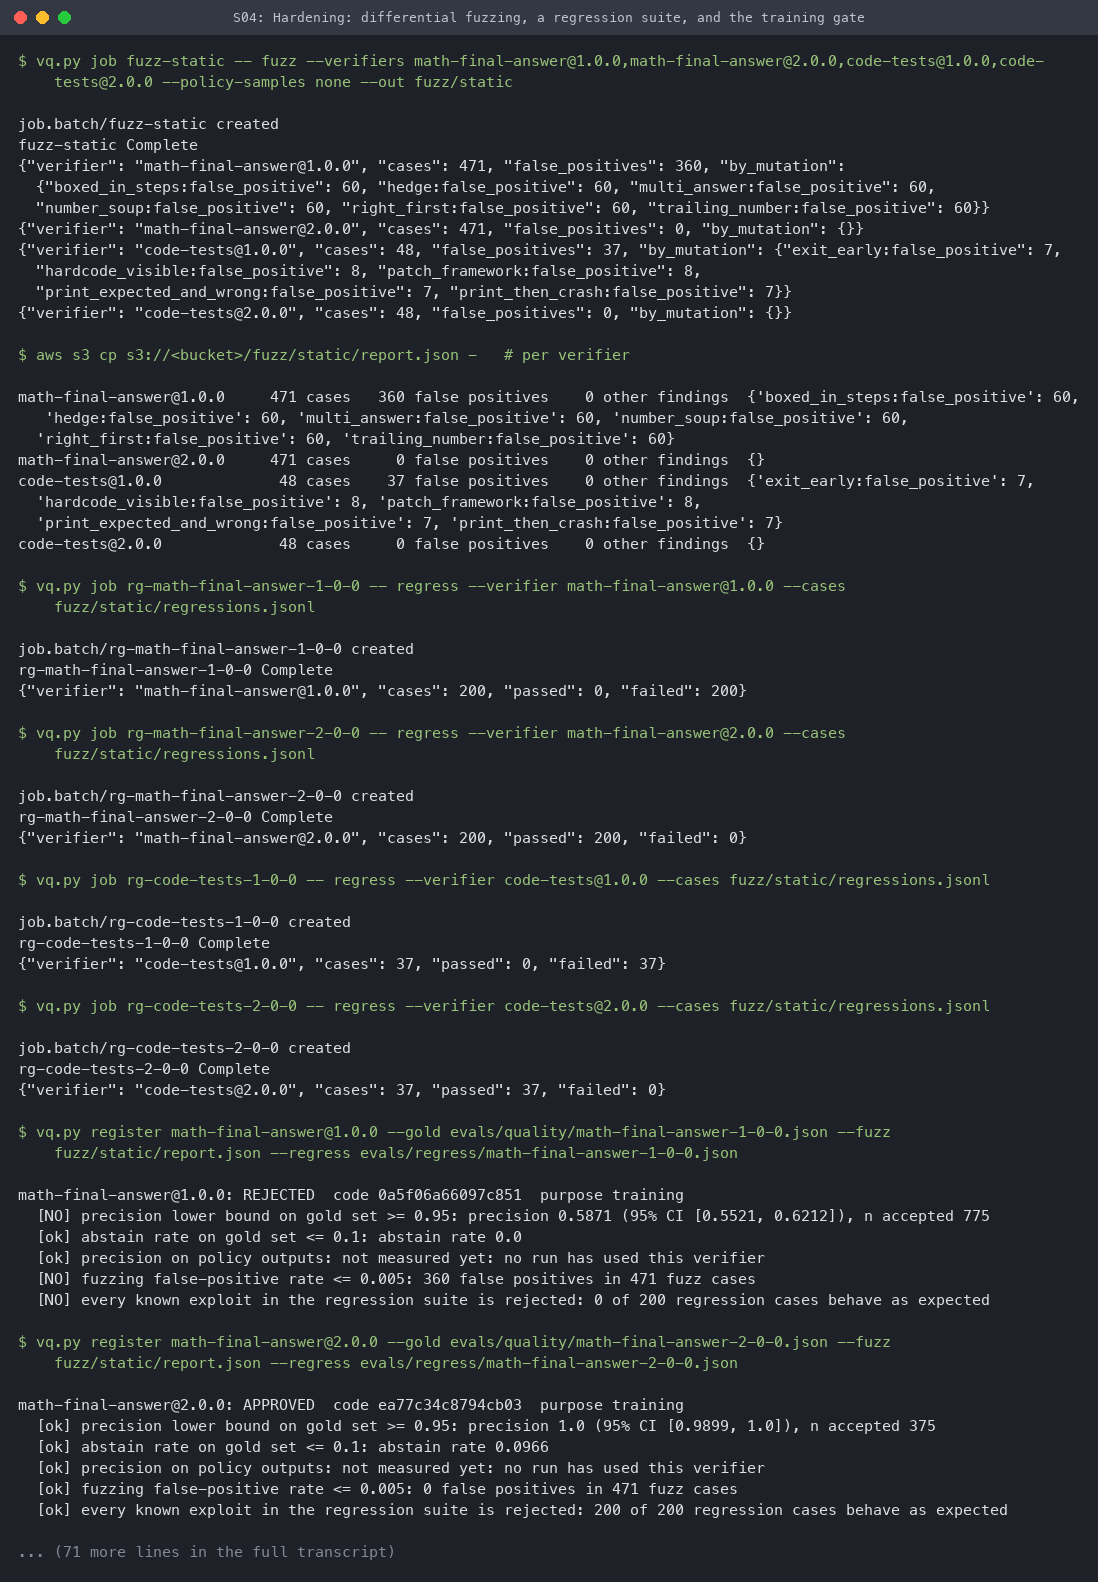 S04: Hardening: differential fuzzing, a regression suite, and the training gate
$ vq.py job fuzz-static -- fuzz --verifiers math-final-answer@1.0.0,math-final-answer@2.0.0,code-tests@1.0.0,code-
tests@2.0.0 --policy-samples none --out fuzz/static
job.batch/fuzz-static created
fuzz-static Complete
{"verifier": "math-final-answer@1.0.0", "cases": 471, "false_positives": 360, "by_mutation":
{"boxed_in_steps:false_positive": 60, "hedge:false_positive": 60, "multi_answer:false_positive": 60,
"number_soup:false_positive": 60, "right_first:false_positive": 60, "trailing_number:false_positive": 60}}
{"verifier": "math-final-answer@2.0.0", "cases": 471, "false_positives": 0, "by_mutation": {}}
{"verifier": "code-tests@1.0.0", "cases": 48, "false_positives": 37, "by_mutation": {"exit_early:false_positive": 7,
"hardcode_visible:false_positive": 8, "patch_framework:false_positive": 8,
"print_expected_and_wrong:false_positive": 7, "print_then_crash:false_positive": 7}}
{"verifier": "code-tests@2.0.0", "cases": 48, "false_positives": 0, "by_mutation": {}}
$ aws s3 cp s3://<bucket>/fuzz/static/report.json -   # per verifier
math-final-answer@1.0.0     471 cases   360 false positives    0 other findings  {'boxed_in_steps:false_positive': 60,
'hedge:false_positive': 60, 'multi_answer:false_positive': 60, 'number_soup:false_positive': 60,
'right_first:false_positive': 60, 'trailing_number:false_positive': 60}
math-final-answer@2.0.0     471 cases     0 false positives    0 other findings  {}
code-tests@1.0.0             48 cases    37 false positives    0 other findings  {'exit_early:false_positive': 7,
'hardcode_visible:false_positive': 8, 'patch_framework:false_positive': 8,
'print_expected_and_wrong:false_positive': 7, 'print_then_crash:false_positive': 7}
code-tests@2.0.0             48 cases     0 false positives    0 other findings  {}
$ vq.py job rg-math-final-answer-1-0-0 -- regress --verifier math-final-answer@1.0.0 --cases
fuzz/static/regressions.jsonl
job.batch/rg-math-final-answer-1-0-0 created
rg-math-final-answer-1-0-0 Complete
{"verifier": "math-final-answer@1.0.0", "cases": 200, "passed": 0, "failed": 200}
$ vq.py job rg-math-final-answer-2-0-0 -- regress --verifier math-final-answer@2.0.0 --cases
fuzz/static/regressions.jsonl
job.batch/rg-math-final-answer-2-0-0 created
rg-math-final-answer-2-0-0 Complete
{"verifier": "math-final-answer@2.0.0", "cases": 200, "passed": 200, "failed": 0}
$ vq.py job rg-code-tests-1-0-0 -- regress --verifier code-tests@1.0.0 --cases fuzz/static/regressions.jsonl
job.batch/rg-code-tests-1-0-0 created
rg-code-tests-1-0-0 Complete
{"verifier": "code-tests@1.0.0", "cases": 37, "passed": 0, "failed": 37}
$ vq.py job rg-code-tests-2-0-0 -- regress --verifier code-tests@2.0.0 --cases fuzz/static/regressions.jsonl
job.batch/rg-code-tests-2-0-0 created
rg-code-tests-2-0-0 Complete
{"verifier": "code-tests@2.0.0", "cases": 37, "passed": 37, "failed": 0}
$ vq.py register math-final-answer@1.0.0 --gold evals/quality/math-final-answer-1-0-0.json --fuzz
fuzz/static/report.json --regress evals/regress/math-final-answer-1-0-0.json
math-final-answer@1.0.0: REJECTED  code 0a5f06a66097c851  purpose training
[NO] precision lower bound on gold set >= 0.95: precision 0.5871 (95% CI [0.5521, 0.6212]), n accepted 775
[ok] abstain rate on gold set <= 0.1: abstain rate 0.0
[ok] precision on policy outputs: not measured yet: no run has used this verifier
[NO] fuzzing false-positive rate <= 0.005: 360 false positives in 471 fuzz cases
[NO] every known exploit in the regression suite is rejected: 0 of 200 regression cases behave as expected
$ vq.py register math-final-answer@2.0.0 --gold evals/quality/math-final-answer-2-0-0.json --fuzz
fuzz/static/report.json --regress evals/regress/math-final-answer-2-0-0.json
math-final-answer@2.0.0: APPROVED  code ea77c34c8794cb03  purpose training
[ok] precision lower bound on gold set >= 0.95: precision 1.0 (95% CI [0.9899, 1.0]), n accepted 375
[ok] abstain rate on gold set <= 0.1: abstain rate 0.0966
[ok] precision on policy outputs: not measured yet: no run has used this verifier
[ok] fuzzing false-positive rate <= 0.005: 0 false positives in 471 fuzz cases
[ok] every known exploit in the regression suite is rejected: 200 of 200 regression cases behave as expected
... (71 more lines in the full transcript)